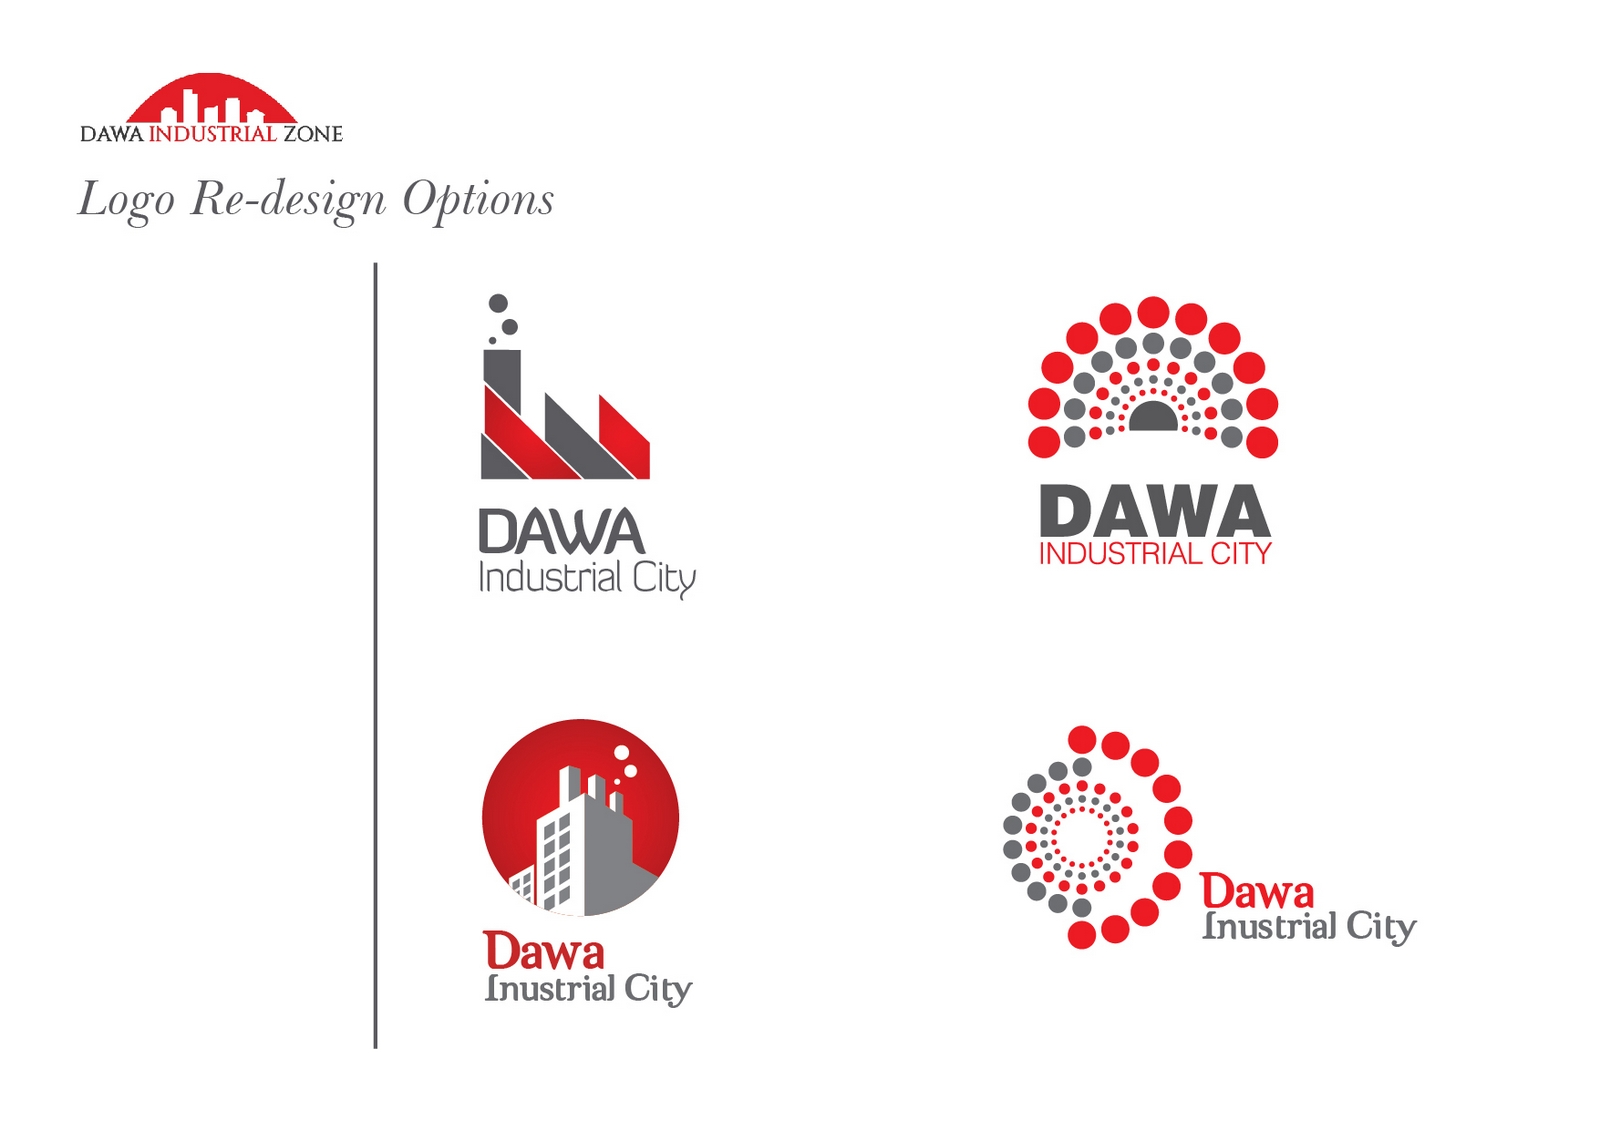 DAWA INDUSTRIAL ZONE
Logo Re-design Options
DAWA
Industrial City
DAWA
INDUSTRIAL CITY
Dawa
Inustrial City
Dawa
Inustrial City